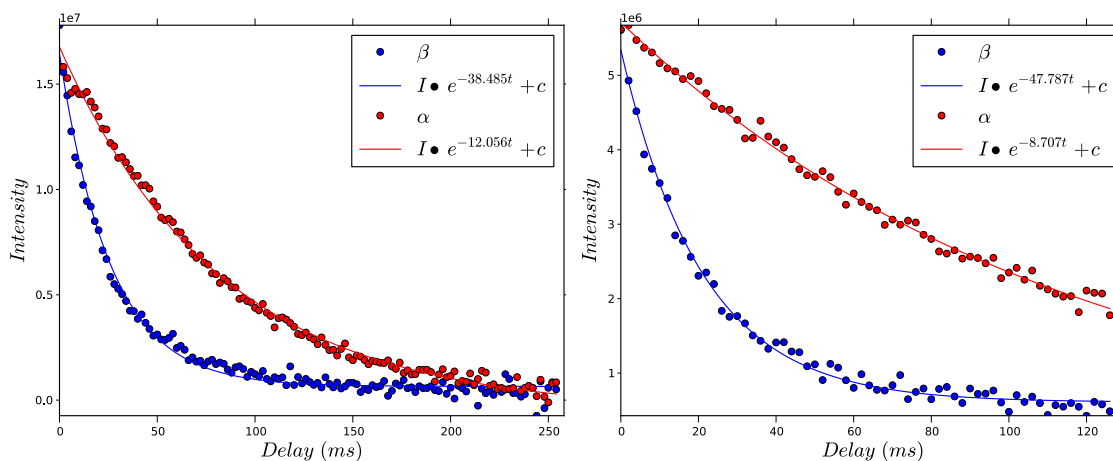 1e7
1.5
1.0
0.5
0.0
Intensity
β
I● e^{-38.485t} +c
α
I● e^{-12.056t} +c
0 50 100 150 200 250
Delay (ms)
1e6
5
4
3
2
1
Intensity
β
I● e^{-47.787t} +c
α
I● e^{-8.707t} +c
0 20 40 60 80 100 120
Delay (ms)